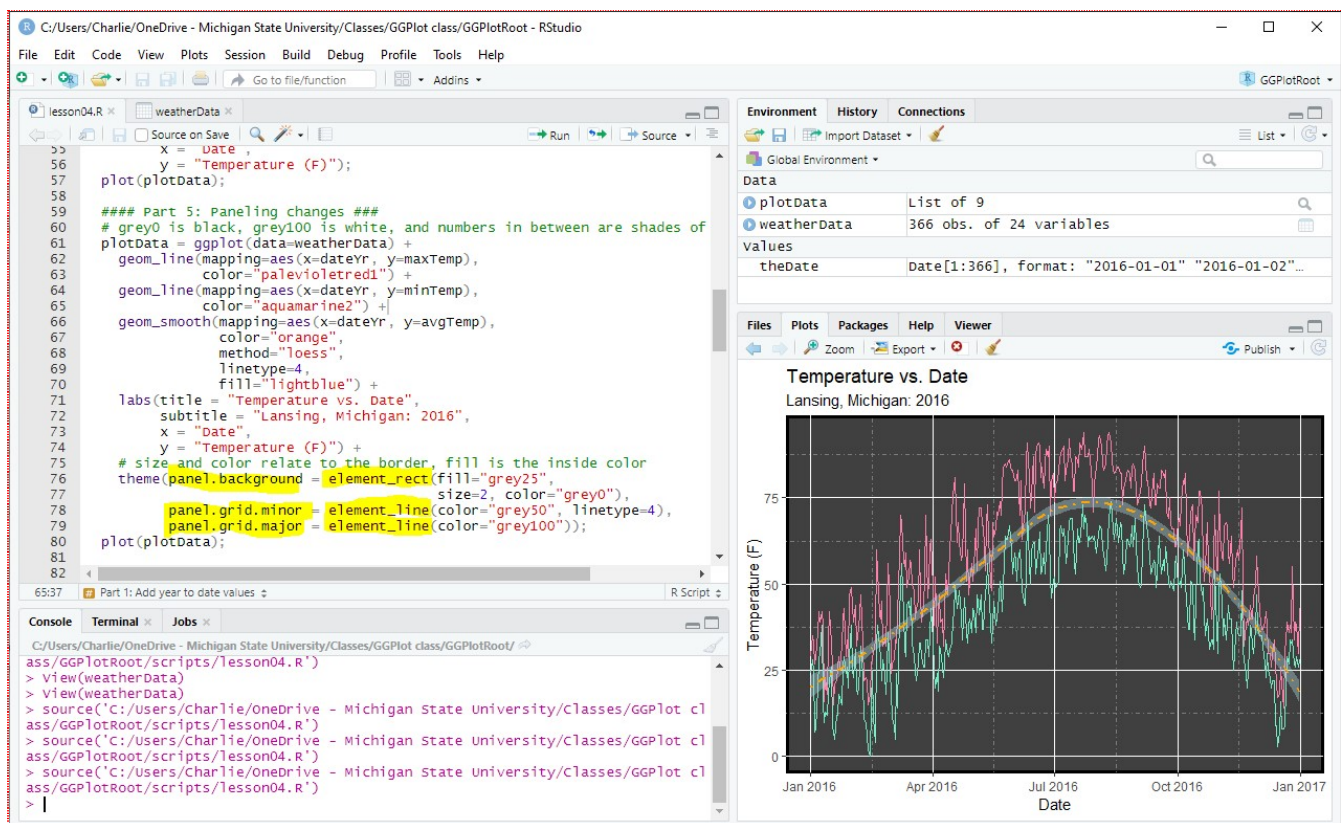 C:/Users/Charlie/OneDrive - Michigan State University/Classes/GGPlot class/GGPlotRoot - RStudio
File Edit Code View Plots Session Build Debug Profile Tools Help
Go to file/function Addins GGPlotRoot
lesson04.R weatherData
Source on Save Run Source
55 x = "Date",
56 y = "Temperature (F)");
57 plot(plotData);
58
59 #### Part 5: Paneling changes ###
60 # grey0 is black, grey100 is white, and numbers in between are shades of
61 plotData = ggplot(data=weatherData) +
62 geom_line(mapping=aes(x=dateYr, y=maxTemp),
63 color="palevioletred1") +
64 geom_line(mapping=aes(x=dateYr, y=minTemp),
65 color="aquamarine2") +
66 geom_smooth(mapping=aes(x=dateYr, y=avgTemp),
67 color="orange",
68 method="loess",
69 linetype=4,
70 fill="lightblue") +
71 labs(title = "Temperature vs. Date",
72 subtitle = "Lansing, Michigan: 2016",
73 x = "Date",
74 y = "Temperature (F)") +
75 # size and color relate to the border, fill is the inside color
76 theme(panel.background = element_rect(fill="grey25",
77 size=2, color="grey0"),
78 panel.grid.minor = element_line(color="grey50", linetype=4),
79 panel.grid.major = element_line(color="grey100"));
80 plot(plotData);
81
82
65:37 Part 1: Add year to date values R Script
Console Terminal Jobs
C:/Users/Charlie/OneDrive - Michigan State University/Classes/GGPlot class/GGPlotRoot/
ass/GGPlotRoot/scripts/lesson04.R')
> View(weatherData)
> View(weatherData)
> source('C:/Users/Charlie/OneDrive - Michigan State University/Classes/GGPlot cl
ass/GGPlotRoot/scripts/lesson04.R')
> source('C:/Users/Charlie/OneDrive - Michigan State University/Classes/GGPlot cl
ass/GGPlotRoot/scripts/lesson04.R')
> source('C:/Users/Charlie/OneDrive - Michigan State University/Classes/GGPlot cl
ass/GGPlotRoot/scripts/lesson04.R')
>
Environment History Connections
Import Dataset List
Global Environment
Data
plotData List of 9
weatherData 366 obs. of 24 variables
Values
theDate Date[1:366], format: "2016-01-01" "2016-01-02"…
Files Plots Packages Help Viewer
Zoom Export Publish
Temperature vs. Date
Lansing, Michigan: 2016
Temperature (F)
75
50
25
0
Jan 2016 Apr 2016 Jul 2016 Oct 2016 Jan 2017
Date